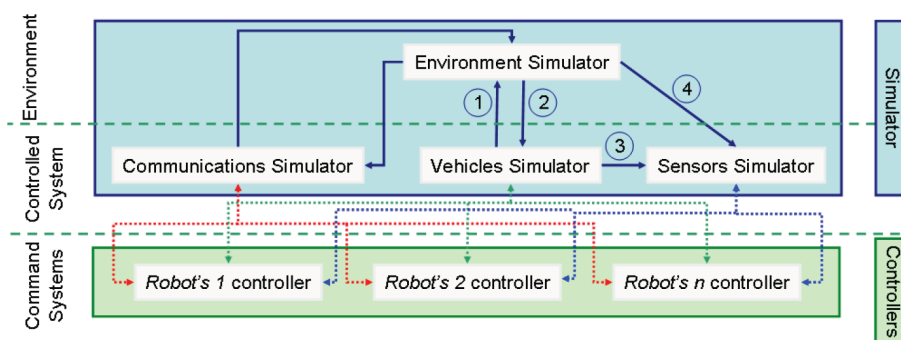 Environment
Environment Simulator
Simulator
1
2
4
Controlled
System
Communications Simulator
Vehicles Simulator
3
Sensors Simulator
Command
Systems
Robot's 1 controller
Robot's 2 controller
Robot's n controller
Controllers